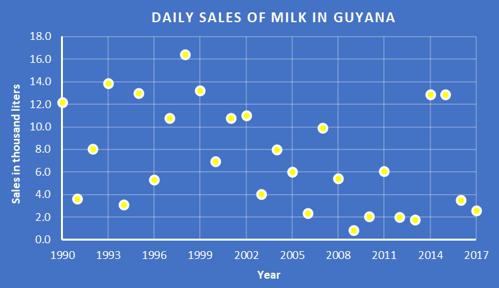 DAILY SALES OF MILK IN GUYANA
18.0
16.0
14.0
12.0
10.0
8.0
6.0
4.0
2.0
0.0
Sales in thousand liters
1990 1993 1996 1999 2002 2005 2008 2011 2014 2017
Year